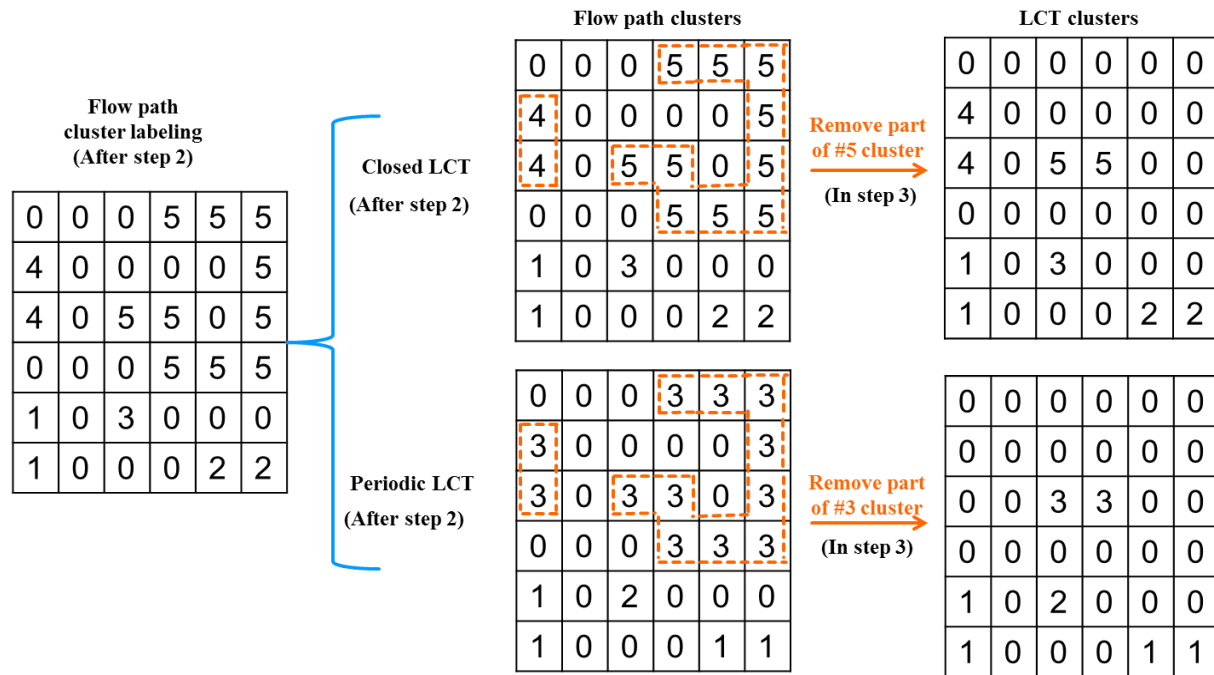 Flow path clusters
LCT clusters
Flow path
cluster labeling
(After step 2)
0 0 0 5 5 5
4 0 0 0 0 5
4 0 5 5 0 5
0 0 0 5 5 5
1 0 3 0 0 0
1 0 0 0 2 2
Closed LCT
(After step 2)
0 0 0 5 5 5
4 0 0 0 0 5
4 0 5 5 0 5
0 0 0 5 5 5
1 0 3 0 0 0
1 0 0 0 2 2
Remove part
of #5 cluster
(In step 3)
0 0 0 0 0 0
4 0 0 0 0 0
4 0 5 5 0 0
0 0 0 0 0 0
1 0 3 0 0 0
1 0 0 0 2 2
Periodic LCT
(After step 2)
0 0 0 3 3 3
3 0 0 0 0 3
3 0 3 3 0 3
0 0 0 3 3 3
1 0 2 0 0 0
1 0 0 0 1 1
Remove part
of #3 cluster
(In step 3)
0 0 0 0 0 0
0 0 0 0 0 0
0 0 3 3 0 0
0 0 0 0 0 0
1 0 2 0 0 0
1 0 0 0 1 1